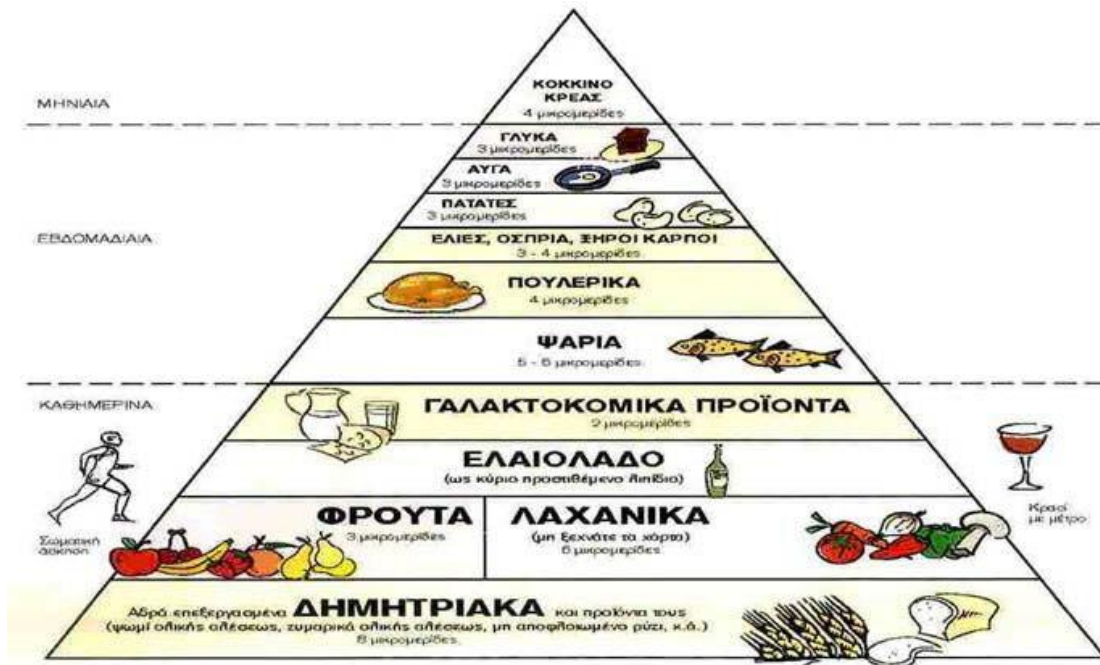 ΚΟΚΚΙΝΟ
ΚΡΕΑΣ
4 μικρομερίδες
ΜΗΝΙΑΙΑ
ΓΛΥΚΑ
3 μικρομερίδες
ΑΥΓΑ
3 μικρομερίδες
ΠΑΤΑΤΕΣ
3 μικρομερίδες
ΕΒΔΟΜΑΔΙΑΙΑ
ΕΛΙΕΣ, ΟΣΠΡΙΑ, ΞΗΡΟΙ ΚΑΡΠΟΙ
3 - 4 μικρομερίδες
ΠΟΥΛΕΡΙΚΑ
4 μικρομερίδες
ΨΑΡΙΑ
5 - 6 μικρομερίδες
ΚΑΘΗΜΕΡΙΝΑ
ΓΑΛΑΚΤΟΚΟΜΙΚΑ ΠΡΟΪΟΝΤΑ
2 μικρομερίδες
ΕΛΑΙΟΛΑΔΟ
(ως κύριο προστιθέμενο λιπίδιο)
ΦΡΟΥΤΑ
3 μικρομερίδες
ΛΑΧΑΝΙΚΑ
(μη ξεχνάτε τα χόρτα)
6 μικρομερίδες
Σωματική
άσκηση
Κρασί
με μέτρο
Αδρά επεξεργασμένα ΔΗΜΗΤΡΙΑΚΑ και προϊόντα τους
(ψωμί ολικής αλέσεως, ζυμαρικά ολικής αλέσεως, μη αποφλοιωμένο ρύζι, κ.ά.)
8 μικρομερίδες